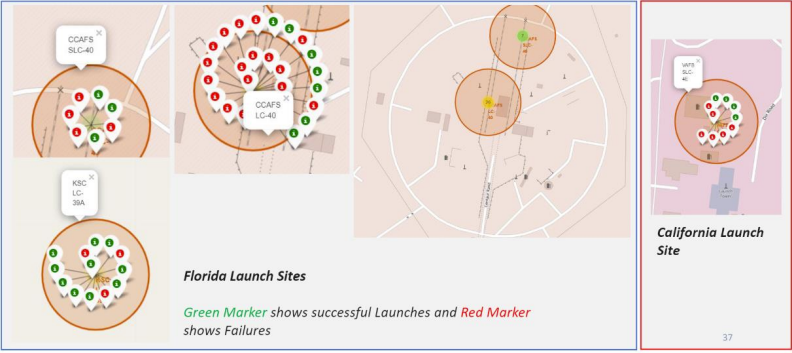 CCAFS
SLC-40
CCAFS
LC-40
KSC
LC-
39A
VAFB
SLC-
4E
Florida Launch Sites
Green Marker shows successful Launches and Red Marker
shows Failures
California Launch
Site
37